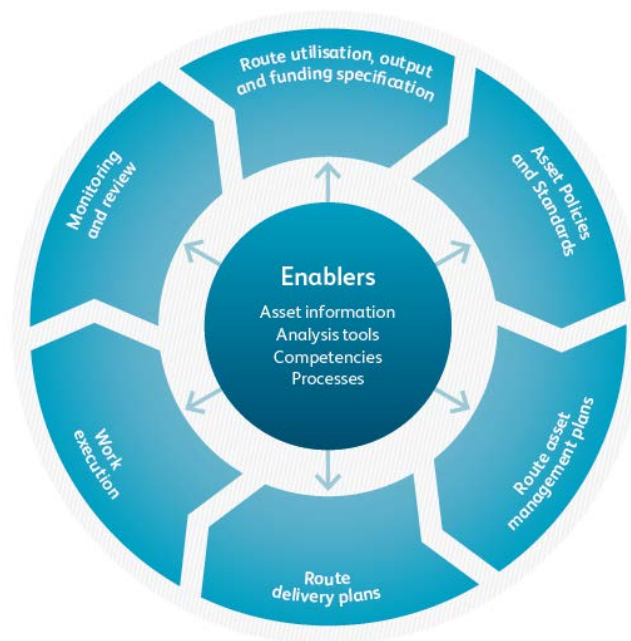 Route utilisation, output
and funding specification
Asset Policies
and Standards
Route asset
management plans
Route
delivery plans
Work
execution
Monitoring
and review
Enablers
Asset information
Analysis tools
Competencies
Processes